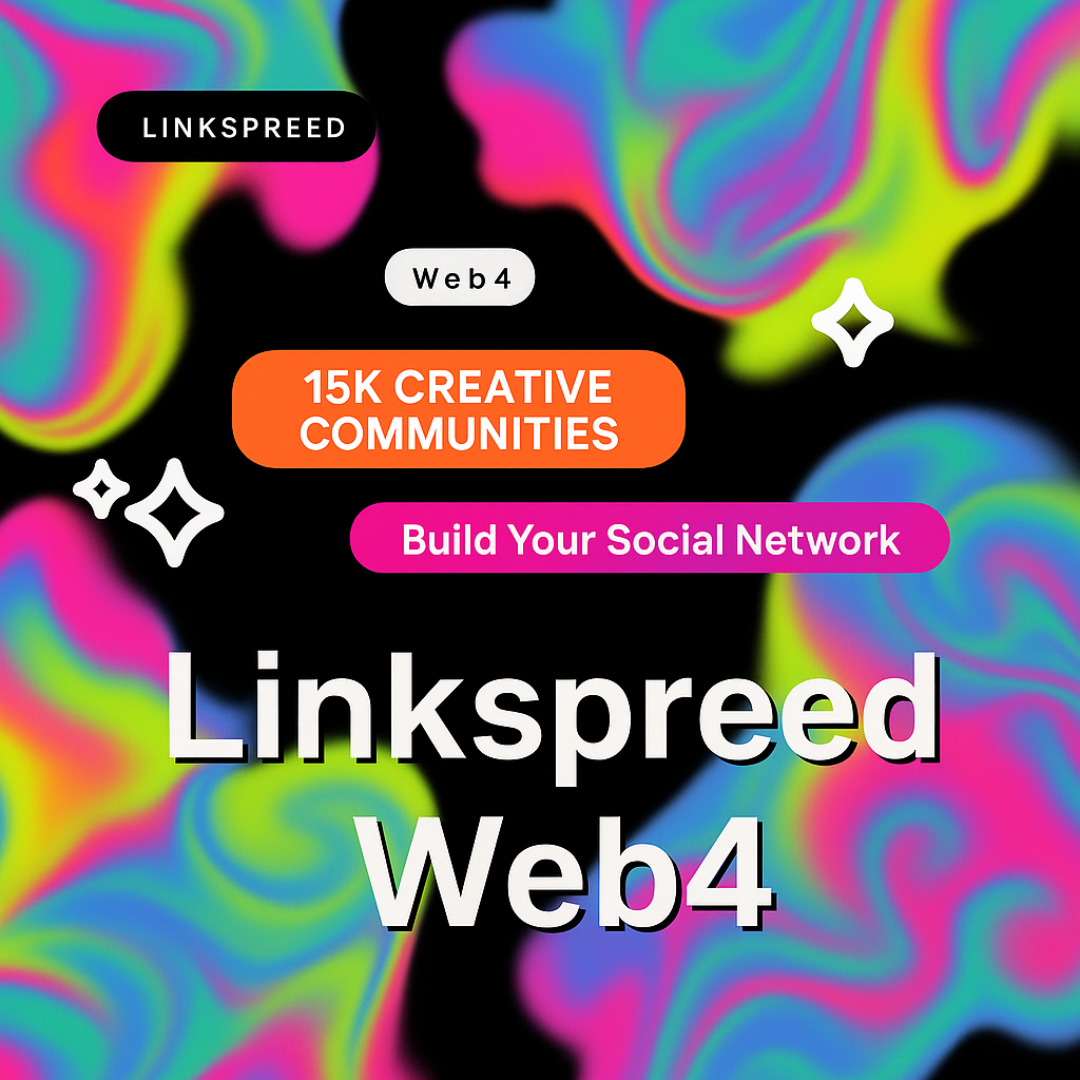 LINKSPREED
Web4
15K CREATIVE
COMMUNITIES
Build Your Social Network
Linkspreed
Web4